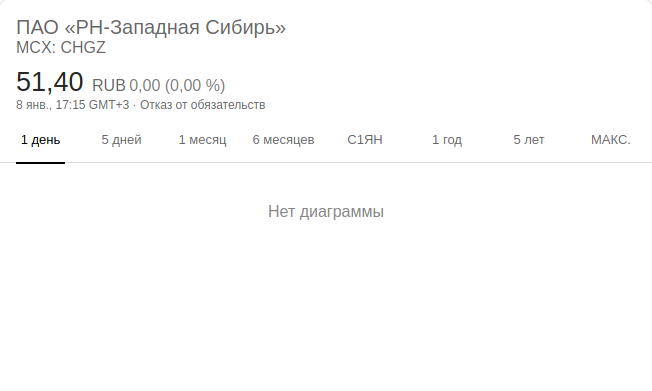 ПАО «РН-Западная Сибирь»
MCX: CHGZ
51,40 RUB 0,00 (0,00 %)
8 янв., 17:15 GMT+3 · Отказ от обязательств
1 день 5 дней 1 месяц 6 месяцев С1ЯН 1 год 5 лет МАКС.
Нет диаграммы